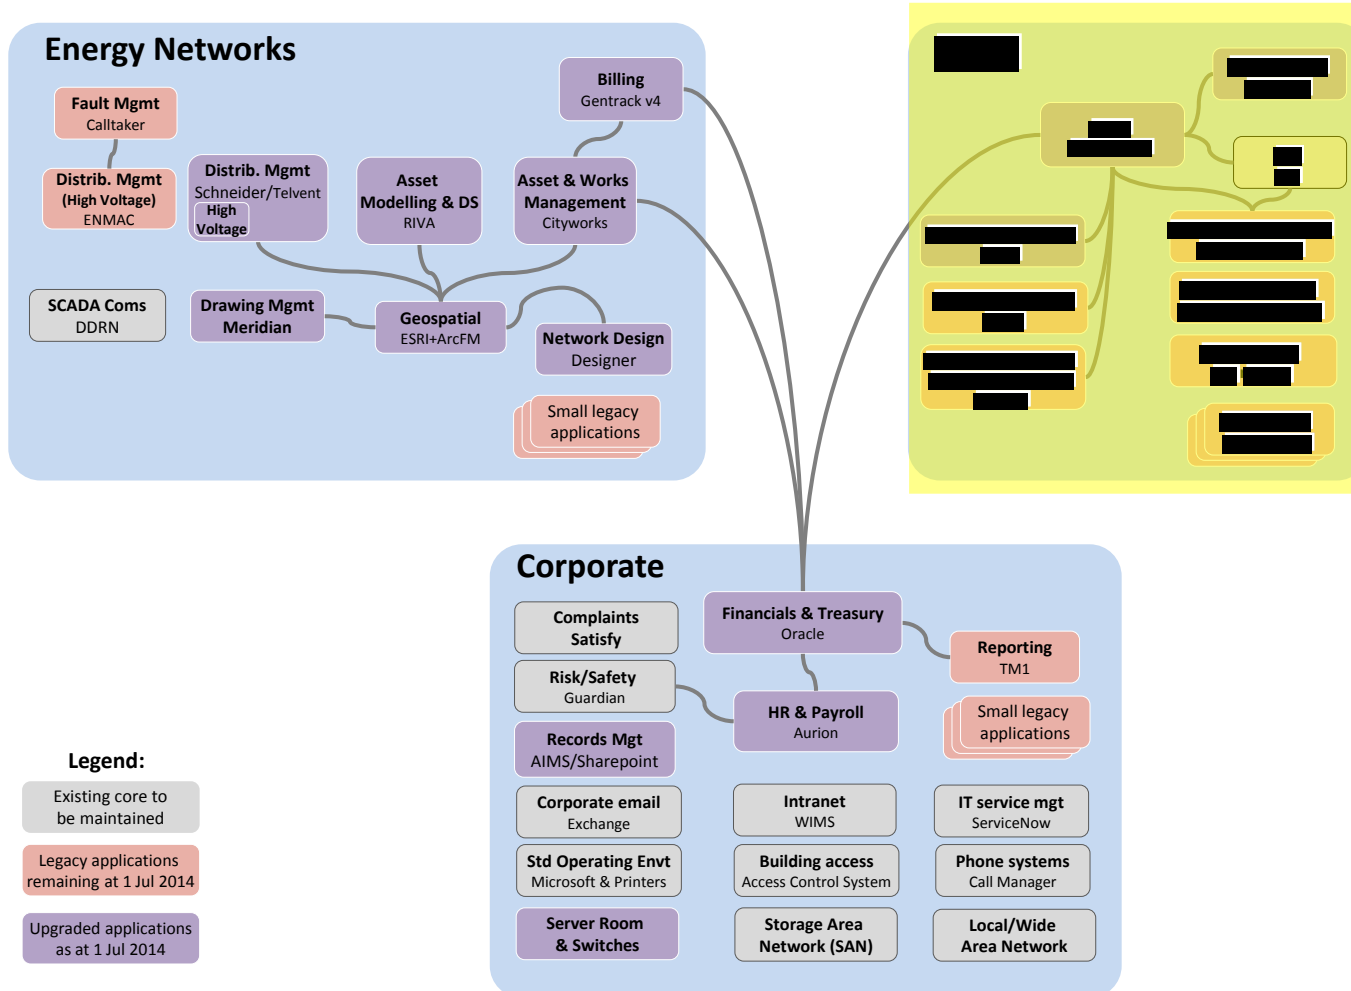 Energy Networks
Billing
Gentrack v4
Fault Mgmt
Calltaker
Distrib. Mgmt
(High Voltage)
ENMAC
Distrib. Mgmt
Schneider/Telvent
High
Voltage
Asset
Modelling & DS
RIVA
Asset & Works
Management
Cityworks
SCADA Coms
DDRN
Drawing Mgmt
Meridian
Geospatial
ESRI+ArcFM
Network Design
Designer
Small legacy
applications
Corporate
Complaints
Satisfy
Financials & Treasury
Oracle
Reporting
TM1
Risk/Safety
Guardian
HR & Payroll
Aurion
Small legacy
applications
Records Mgt
AIMS/Sharepoint
Corporate email
Exchange
Intranet
WIMS
IT service mgt
ServiceNow
Std Operating Envt
Microsoft & Printers
Building access
Access Control System
Phone systems
Call Manager
Server Room
& Switches
Storage Area
Network (SAN)
Local/Wide
Area Network
Legend:
Existing core to
be maintained
Legacy applications
remaining at 1 Jul 2014
Upgraded applications
as at 1 Jul 2014